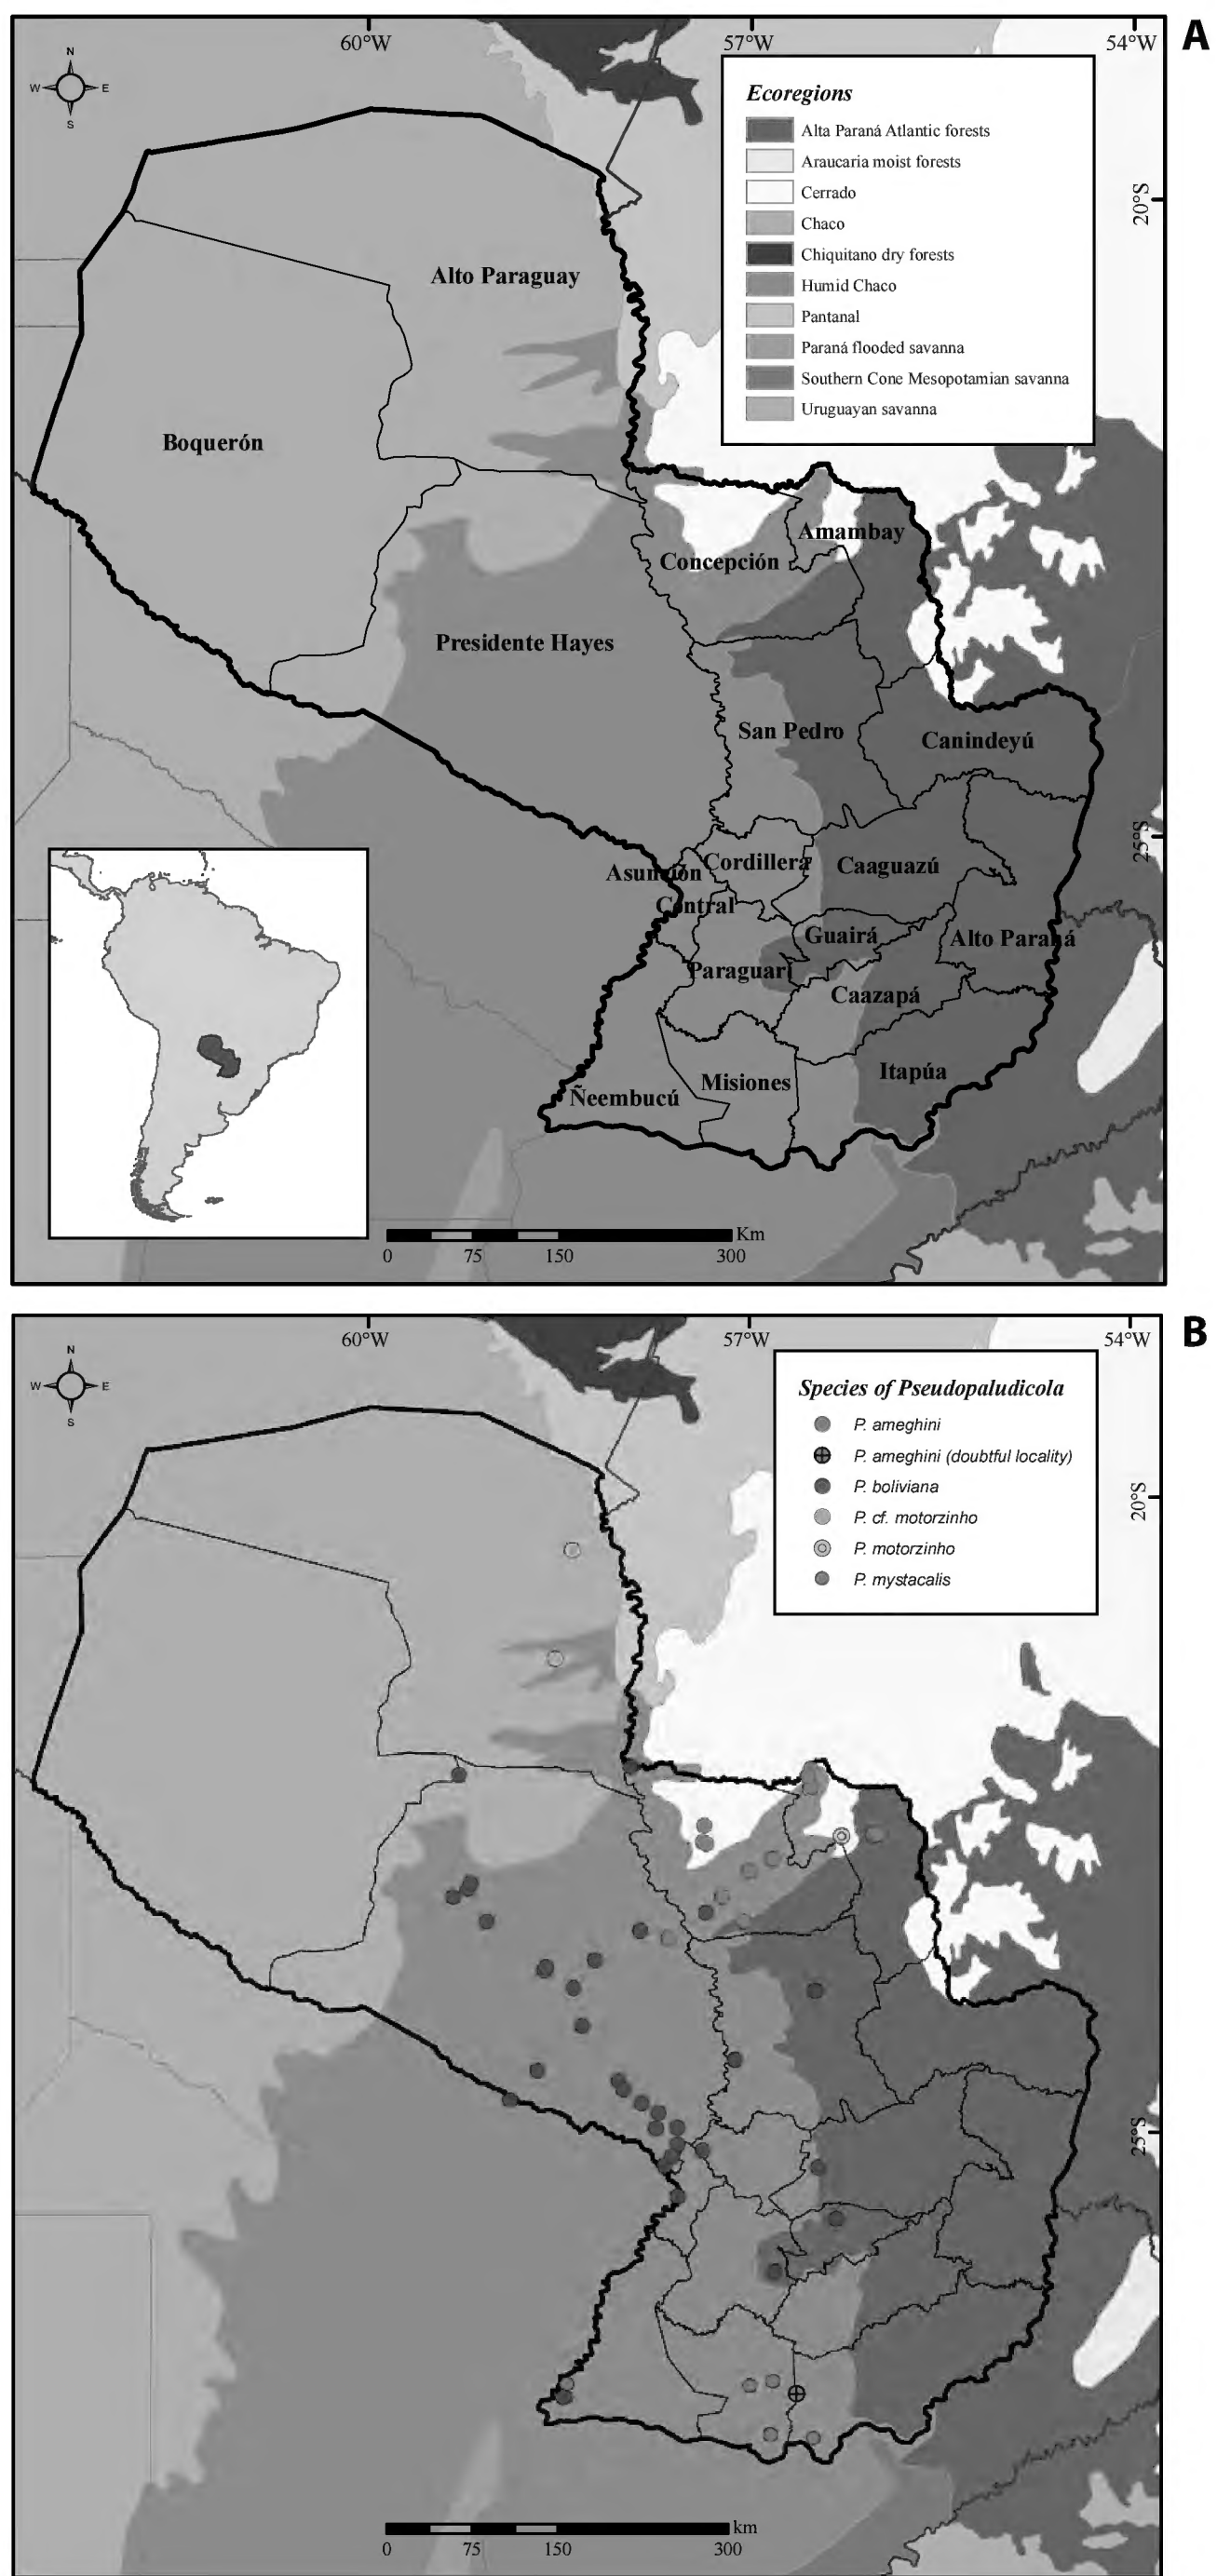 A
60°W
57°W
54°W
N
W
E
S
Ecoregions
Alta Paraná Atlantic forests
Araucaria moist forests
Cerrado
Chaco
Chiquitano dry forests
Humid Chaco
Pantanal
Paraná flooded savanna
Southern Cone Mesopotamian savanna
Uruguayan savanna
20°S
Alto Paraguay
Boquerón
Amambay
Concepción
Presidente Hayes
San Pedro
Canindeyú
25°S
Cordillera
Caaguazú
Asunción
Central
Guairá
Alto Paraná
Paraguarí
Caazapá
Itapúa
Misiones
Ñeembucú
Km
0 75 150 300
B
60°W
57°W
54°W
N
W
E
S
Species of Pseudopaludicola
P. ameghini
P. ameghini (doubtful locality)
P. boliviana
P. cf. motorzinho
P. motorzinho
P. mystacalis
20°S
25°S
km
0 75 150 300